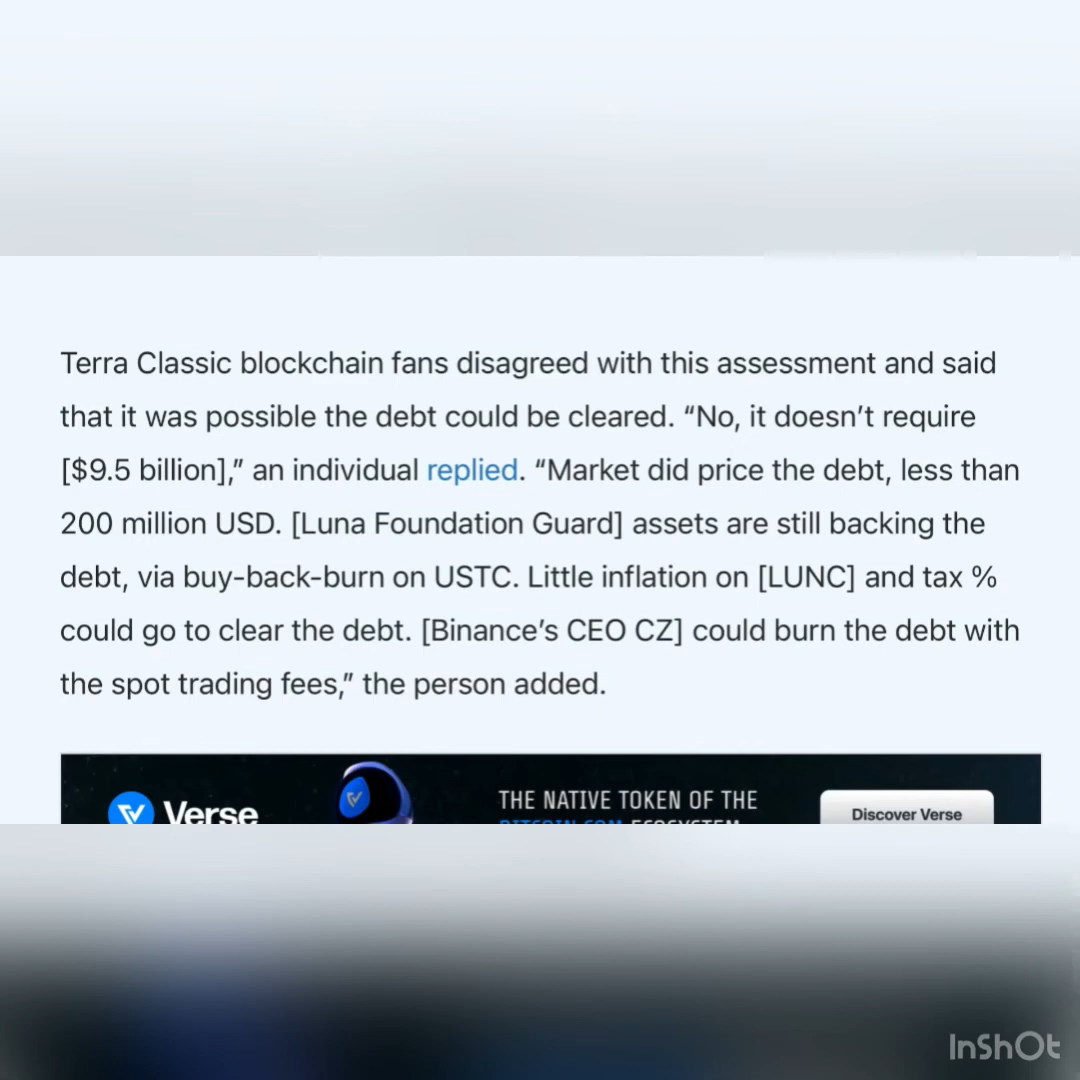 Terra Classic blockchain fans disagreed with this assessment and said
that it was possible the debt could be cleared. “No, it doesn’t require
[$9.5 billion],” an individual replied. “Market did price the debt, less than
200 million USD. [Luna Foundation Guard] assets are still backing the
debt, via buy-back-burn on USTC. Little inflation on [LUNC] and tax %
could go to clear the debt. [Binance’s CEO CZ] could burn the debt with
the spot trading fees,” the person added.
Verse
THE NATIVE TOKEN OF THE
BITCOIN.COM ECOSYSTEM
Discover Verse
InShOt